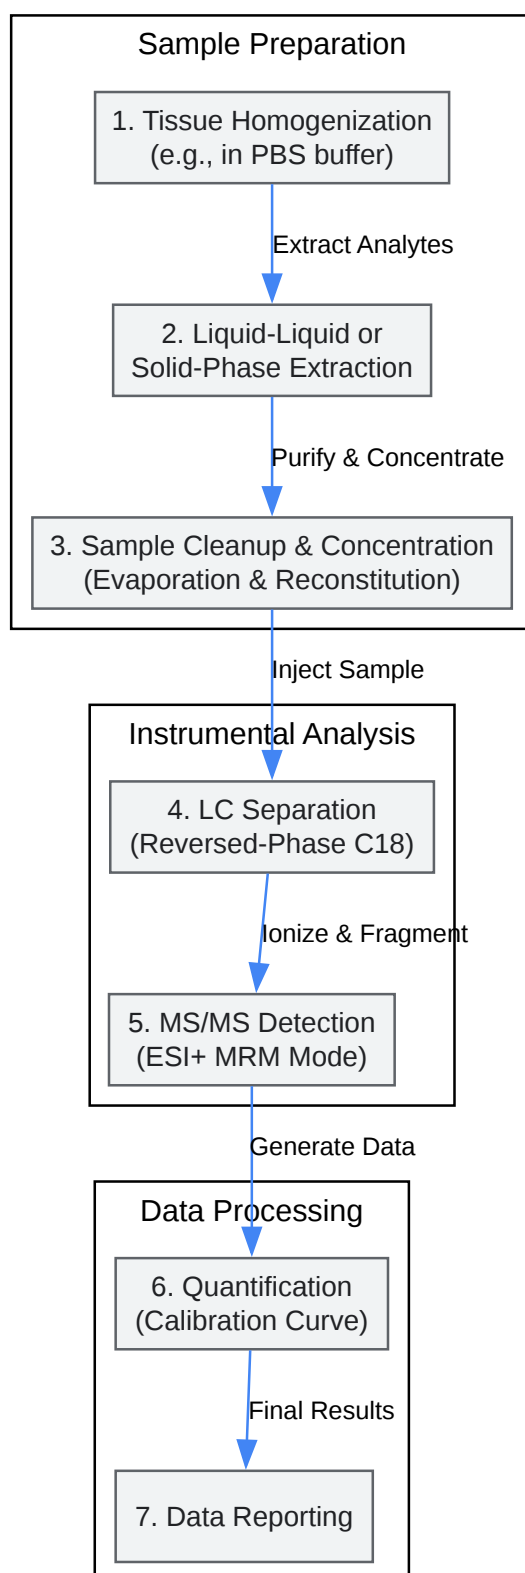 Sample Preparation
1. Tissue Homogenization
(e.g., in PBS buffer)
Extract Analytes
2. Liquid-Liquid or
Solid-Phase Extraction
Purify & Concentrate
3. Sample Cleanup & Concentration
(Evaporation & Reconstitution)
Inject Sample
Instrumental Analysis
4. LC Separation
(Reversed-Phase C18)
Ionize & Fragment
5. MS/MS Detection
(ESI+ MRM Mode)
Generate Data
Data Processing
6. Quantification
(Calibration Curve)
Final Results
7. Data Reporting